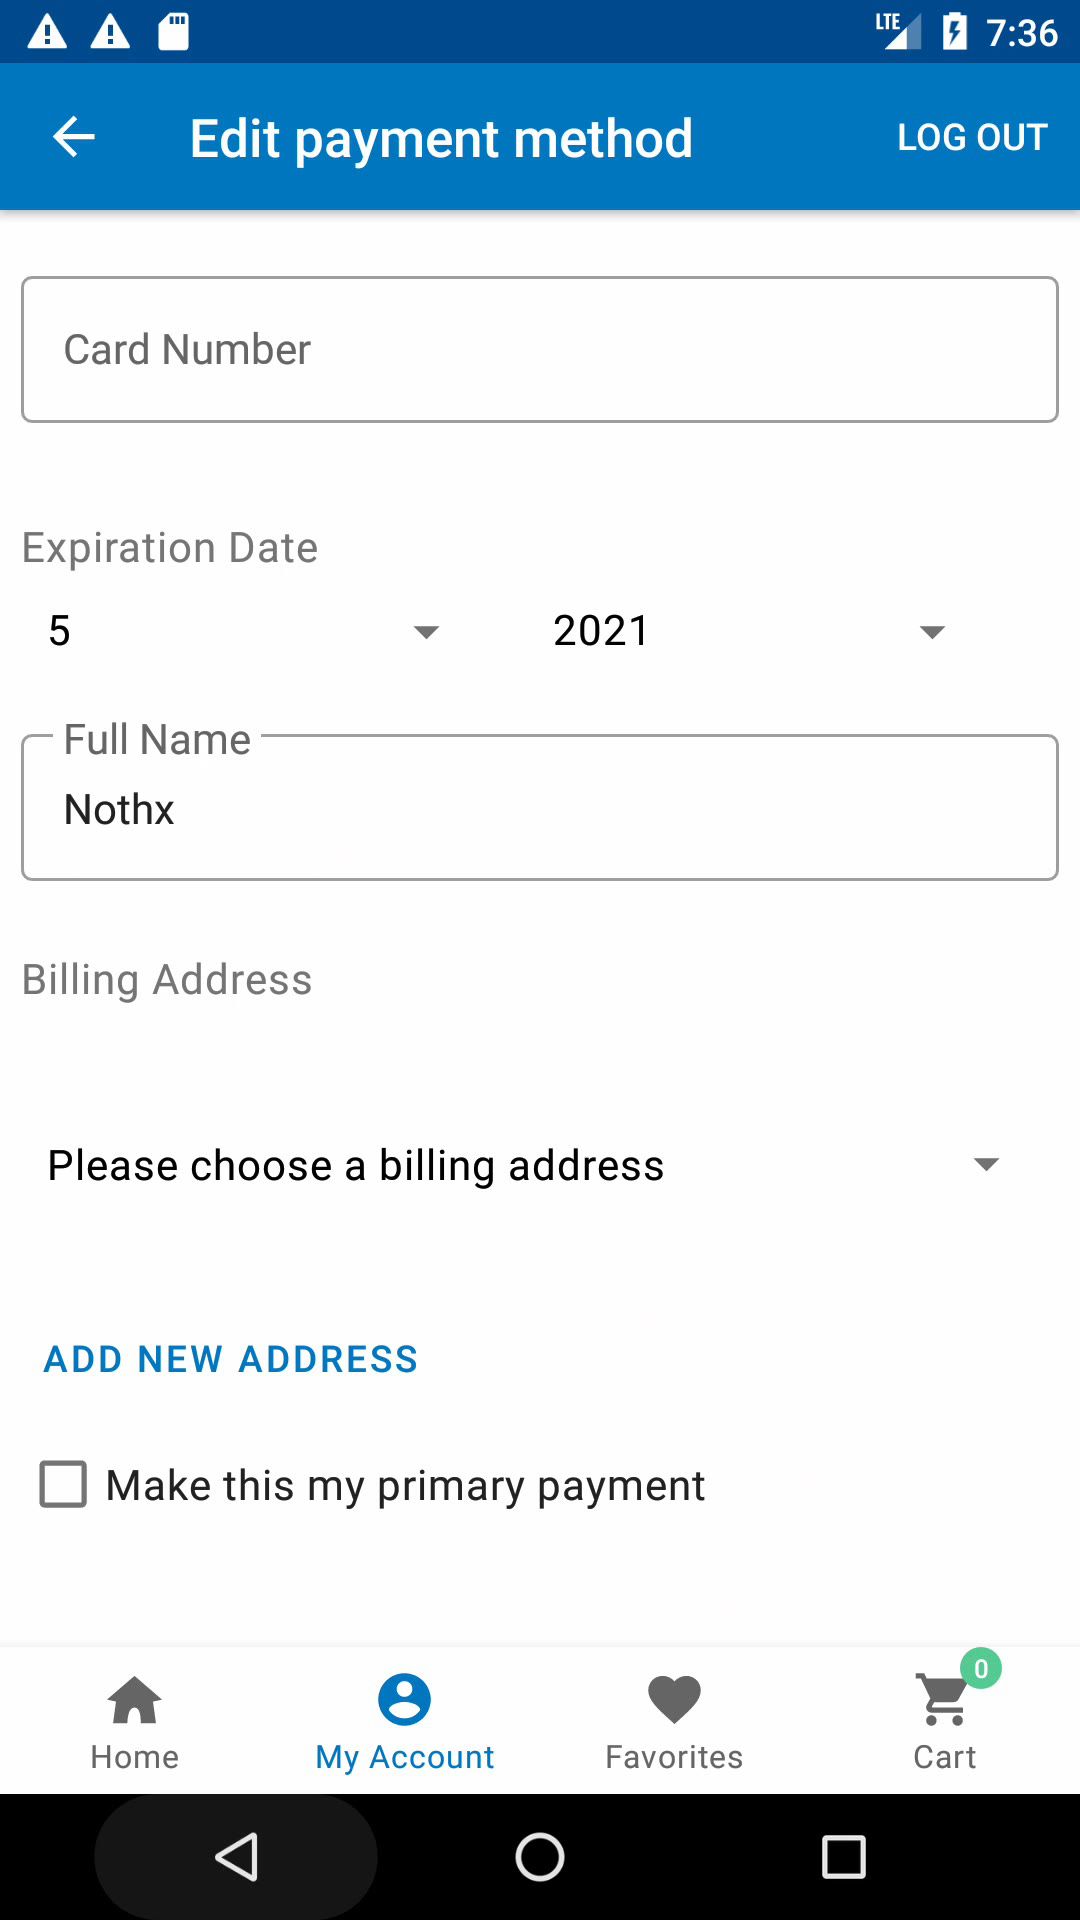 LTE 7:36
Edit payment method LOG OUT
Card Number
Expiration Date
5 2021
Full Name
Nothx
Billing Address
Please choose a billing address
ADD NEW ADDRESS
Make this my primary payment
0
Home My Account Favorites Cart